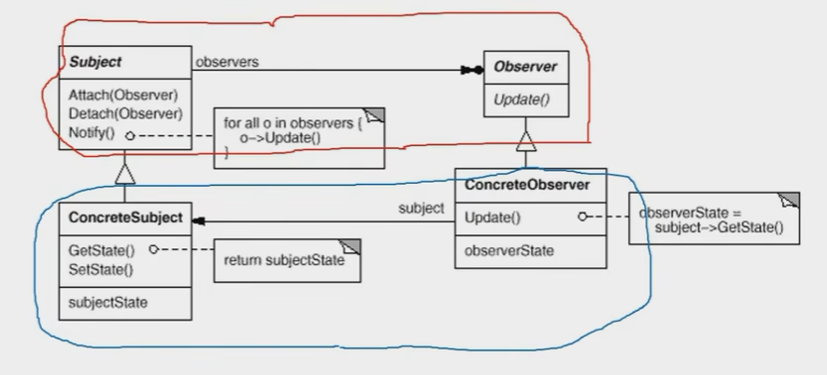 Subject
observers
Observer
Attach(Observer)
Detach(Observer)
Notify()
for all o in observers {
o->Update()
}
Update()
ConcreteSubject
subject
ConcreteObserver
GetState()
SetState()
return subjectState
subjectState
Update()
observerState
observerState =
subject->GetState()